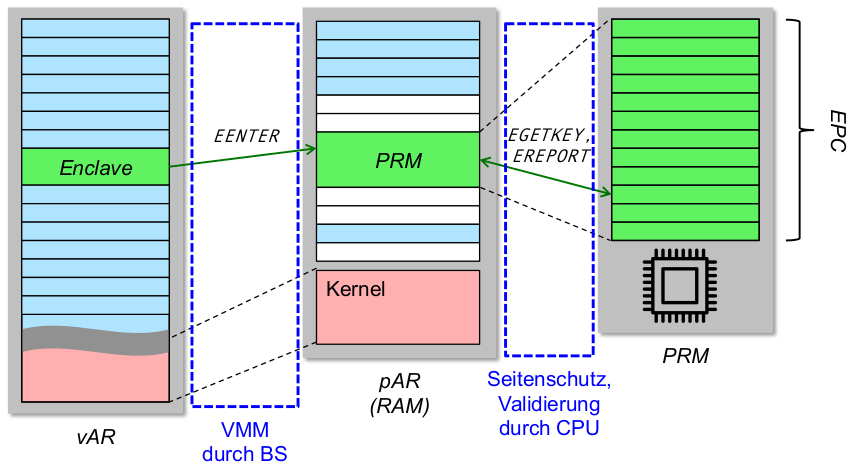 EENTER
EGETKEY,
EREPORT
Enclave
PRM
EPC
Kernel
vAR
pAR
(RAM)
PRM
VMM
durch BS
Seitenschutz,
Validierung
durch CPU